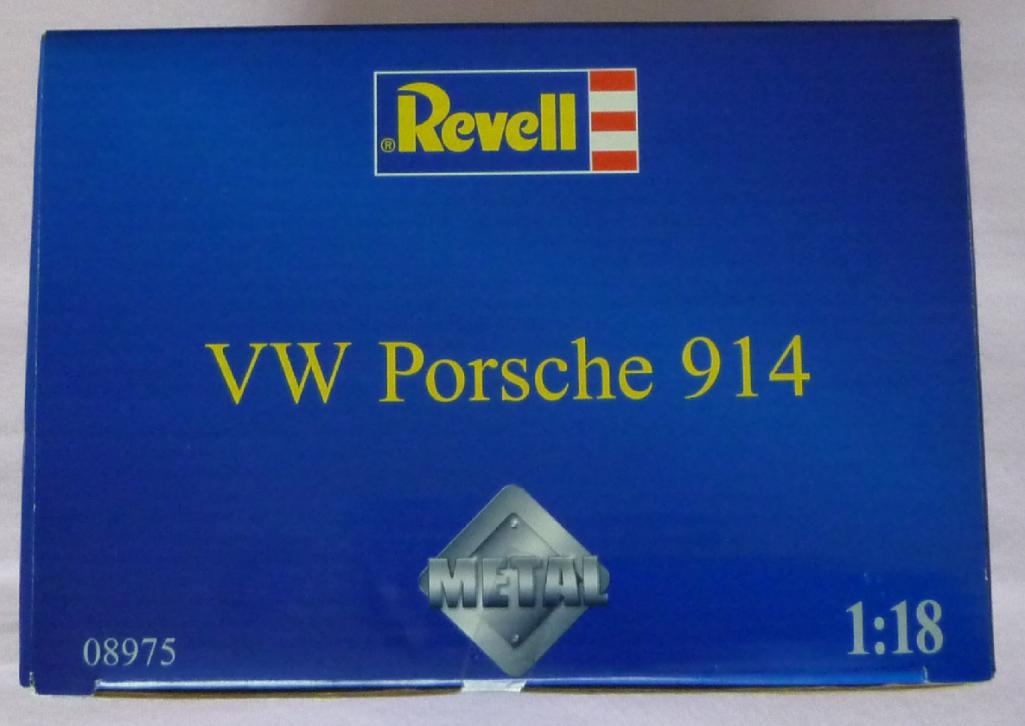 ® Revell
VW Porsche 914
METAL
08975
1:18